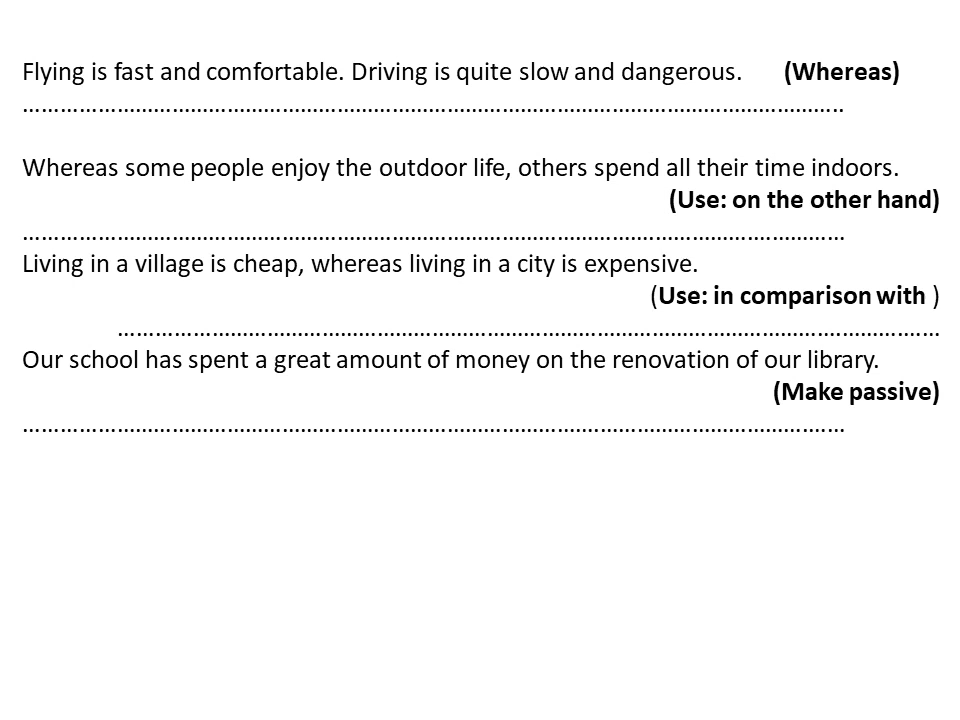 Flying is fast and comfortable. Driving is quite slow and dangerous. (Whereas)
…………………………………………………………………………………………………………………..
Whereas some people enjoy the outdoor life, others spend all their time indoors.
(Use: on the other hand)
……………………………………………………………………………………………………….…………
Living in a village is cheap, whereas living in a city is expensive.
(Use: in comparison with )
……………………………………………………………………………………………………….………….…
Our school has spent a great amount of money on the renovation of our library.
(Make passive)
……………………………………………………………………………………………………………….…